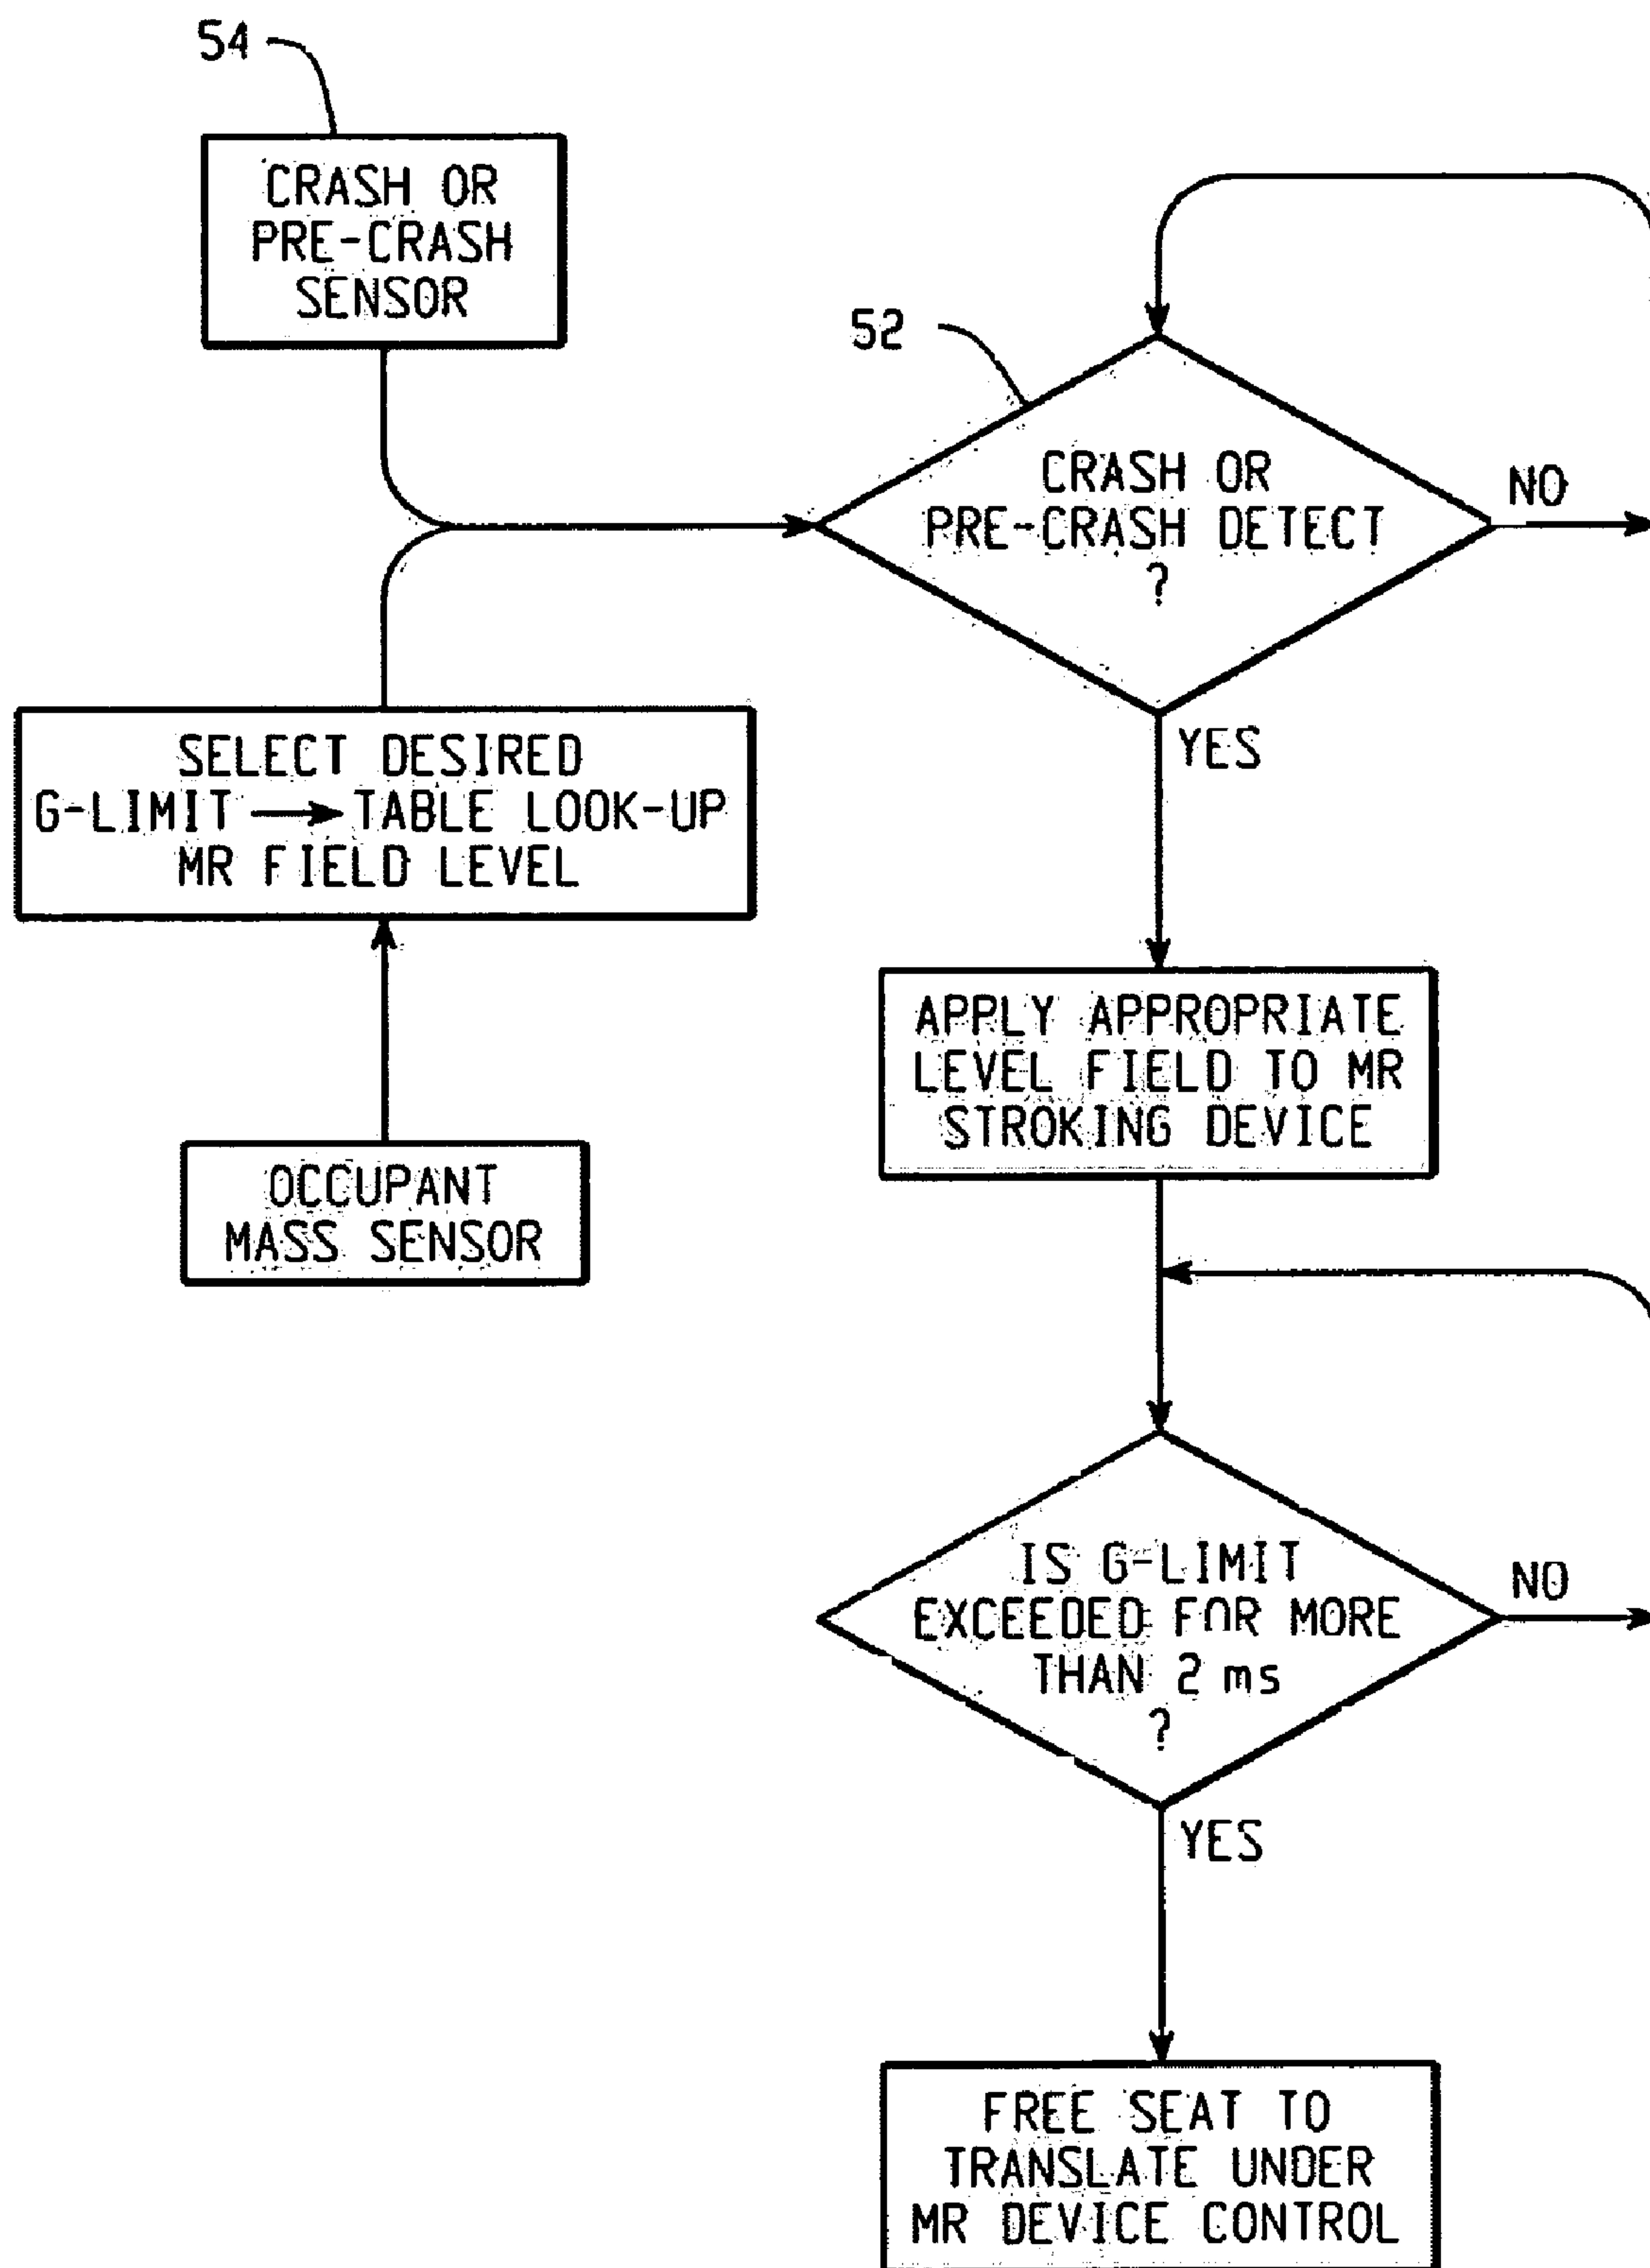 54
CRASH OR
PRE-CRASH
SENSOR
52
CRASH OR
PRE-CRASH DETECT
?
NO
YES
SELECT DESIRED
G-LIMIT → TABLE LOOK-UP
MR FIELD LEVEL
OCCUPANT
MASS SENSOR
APPLY APPROPRIATE
LEVEL FIELD TO MR
STROKING DEVICE
IS G-LIMIT
EXCEEDED FOR MORE
THAN 2 ms
?
NO
YES
FREE SEAT TO
TRANSLATE UNDER
MR DEVICE CONTROL